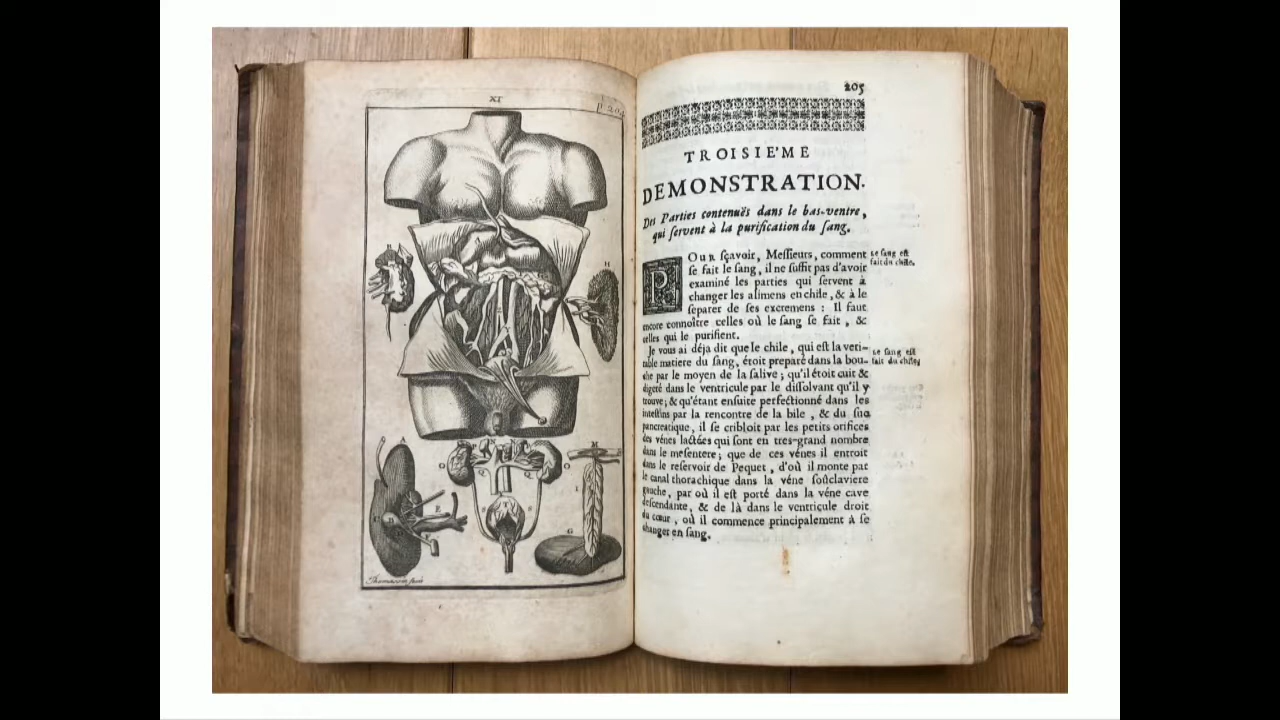 XI
p. 204
A
H
A
E
P
N
N
O
O
Q
Q
T
M
I
G
205
TROISIE'ME
DEMONSTRATION.
Des Parties contenuës dans le bas-ventre,
qui servent à la purification du sang.
POUR sçavoir, Messieurs, comment
se fait le sang, il ne suffit pas d'avoir
examiné les parties qui servent à
changer les alimens en chile, & à le
separer de ses excremens : Il faut
encore connoître celles où le sang se fait, &
celles qui le purifient.
Le sang est
fait du chile.
Je vous ai déja dit que le chile, qui est la veri-
table matiere du sang, étoit preparé dans la bou-
che par le moyen de la salive; qu'il étoit cuit &
digeré dans le ventricule par le dissolvant qu'il y
trouve; & qu'étant ensuite perfectionné dans les
intestins par la rencontre de la bile, & du suc
pancreatique, il se cribloit par les petits orifices
des vénes lactées qui sont en tres-grand nombre
dans le mesentere; que de ces vénes il entroit
dans le reservoir de Pequet, d'où il monte par
le canal thorachique dans la véne soûclaviere
gauche, par où il est porté dans la véne cave
descendante, & de là dans le ventricule droit
du cœur, où il commence principalement à se
changer en sang.
Le sang est
fait du chile,